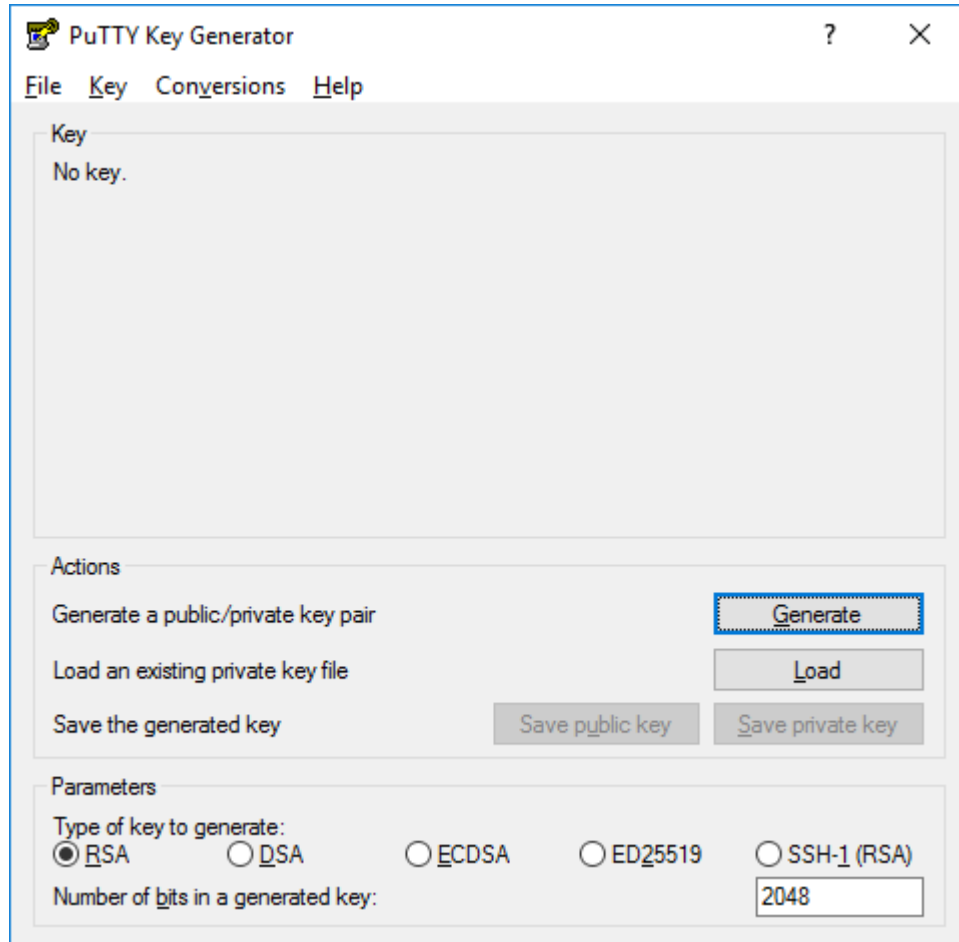 PuTTY Key Generator ?
File Key Conversions Help
Key
No key.
Actions
Generate a public/private key pair Generate
Load an existing private key file Load
Save the generated key Save public key Save private key
Parameters
Type of key to generate:
RSA DSA ECDSA ED25519 SSH-1 (RSA)
Number of bits in a generated key: 2048